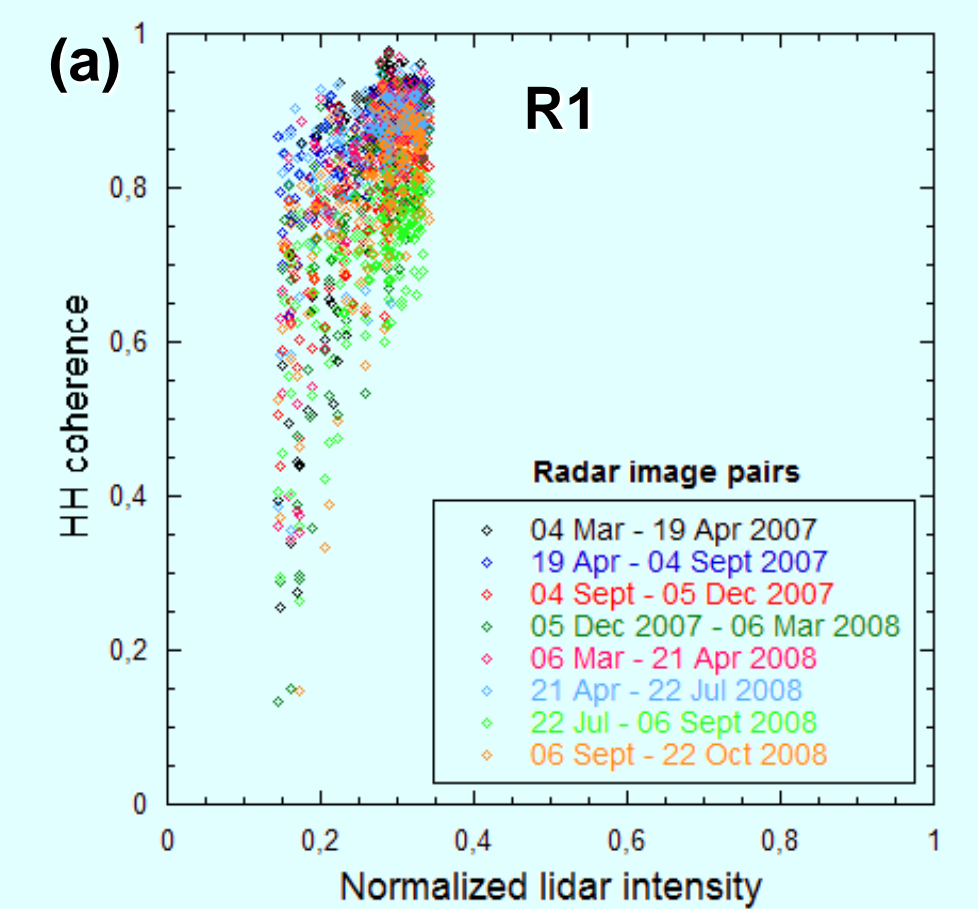 (a)
R1
1
0,8
0,6
0,4
0,2
0
HH coherence
Radar image pairs
04 Mar - 19 Apr 2007
19 Apr - 04 Sept 2007
04 Sept - 05 Dec 2007
05 Dec 2007 - 06 Mar 2008
06 Mar - 21 Apr 2008
21 Apr - 22 Jul 2008
22 Jul - 06 Sept 2008
06 Sept - 22 Oct 2008
0 0,2 0,4 0,6 0,8 1
Normalized lidar intensity